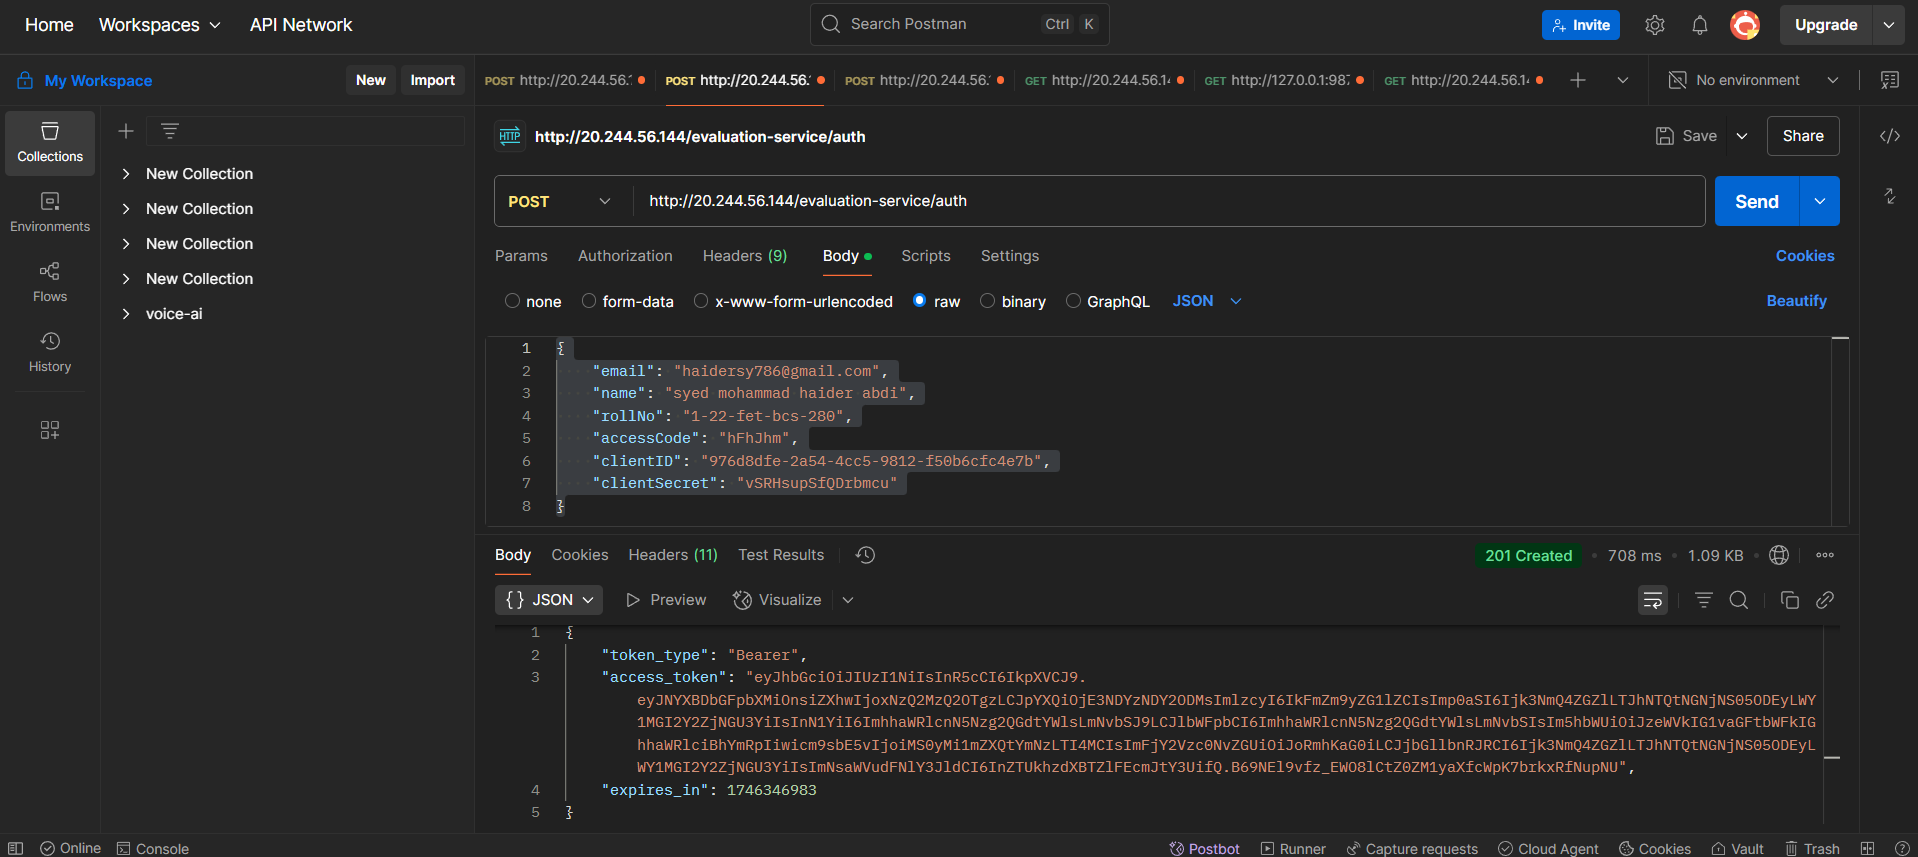 Home Workspaces API Network Search Postman Ctrl K Invite Upgrade
My Workspace New Import POST http://20.244.56.1 POST http://20.244.56. POST http://20.244.56. GET http://20.244.56.14 GET http://127.0.0.1:987 GET http://20.244.56.14 No environment
Collections
Environments
Flows
History
New Collection
New Collection
New Collection
New Collection
voice-ai
HTTP http://20.244.56.144/evaluation-service/auth Save Share
POST http://20.244.56.144/evaluation-service/auth Send
Params Authorization Headers (9) Body Scripts Settings Cookies
none form-data x-www-form-urlencoded raw binary GraphQL JSON Beautify
1 {
2 "email": "haidersy786@gmail.com",
3 "name": "syed mohammad haider abdi",
4 "rollNo": "1-22-fet-bcs-280",
5 "accessCode": "hFhJhm",
6 "clientID": "976d8dfe-2a54-4cc5-9812-f50b6cfc4e7b",
7 "clientSecret": "vSRHsupSfQDrbmcu"
8 }
Body Cookies Headers (11) Test Results 201 Created 708 ms 1.09 KB
{} JSON Preview Visualize
1 {
2 "token_type": "Bearer",
3 "access_token": "eyJhbGciOiJIUzI1NiIsInR5cCI6IkpXVCJ9.
eyJNYXBDbGFpbXMiOnsiZXhwIjoxNzQ2MzQ2OTgzLCJpYXQiOjE3NDYzNDY2ODMsImlzcyI6IkFmZm9yZG1lZCIsImp0aSI6Ijk3NmQ4ZGZlLTJhNTQtNGNjNS05ODEyLWY
1MGI2Y2ZjNGU3YiIsInN1YiI6ImhhaWRlcnN5Nzg2QGdtYWlsLmNvbSJ9LCJlbWFpbCI6ImhhaWRlcnN5Nzg2QGdtYWlsLmNvbSIsIm5hbWUiOiJzeWVkIG1vaGFtbWFkIG
hhaWRlciBhYmRpIiwicm9sbE5vIjoiMS0yMi1mZXQtYmNzLTI4MCIsImFjY2Vzc0NvZGUiOiJoRmhKaG0iLCJjbGllbnRJRCI6Ijk3NmQ4ZGZlLTJhNTQtNGNjNS05ODEyL
WY1MGI2Y2ZjNGU3YiIsImNsaWVudFNlY3JldCI6InZTUkhzdXBTZlFEcmJtY3UifQ.B69NEl9vfz_EWO8lCtZ0ZM1yaXfcWpK7brkxRfNupNU",
4 "expires_in": 1746346983
5 }
Online Console Postbot Runner Capture requests Cloud Agent Cookies Vault Trash